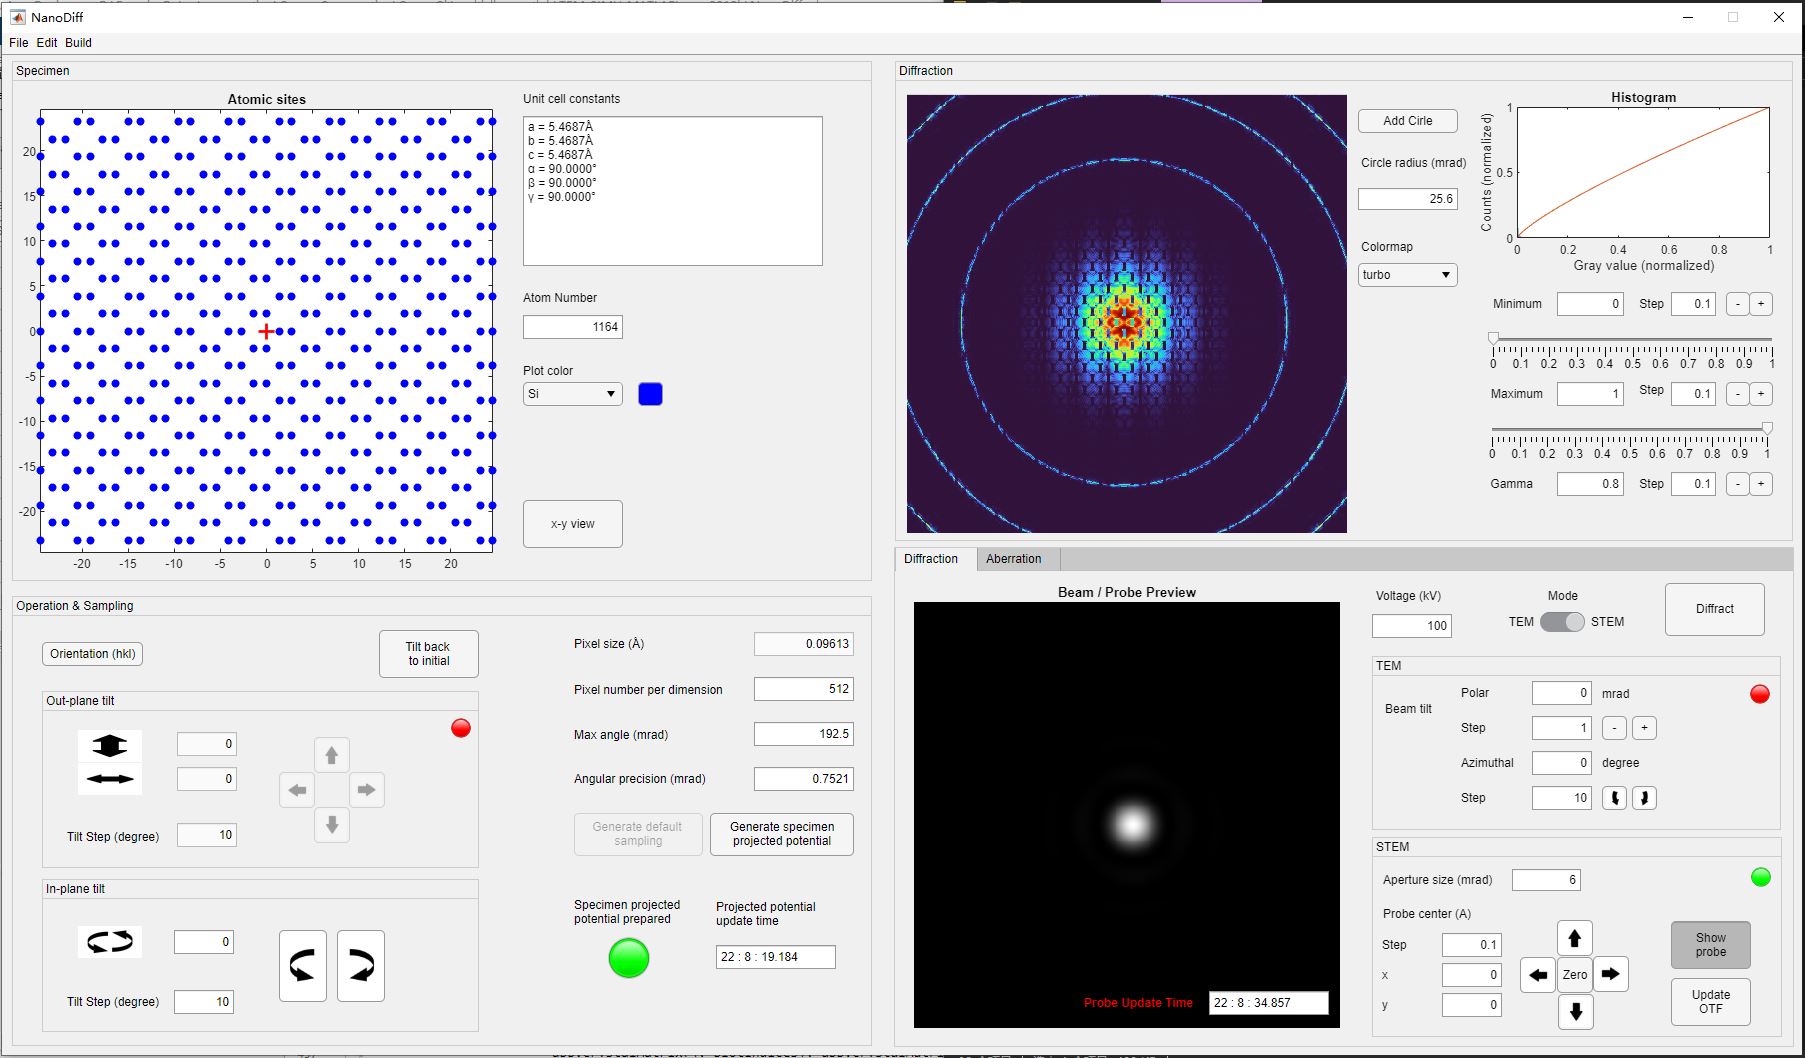 NanoDiff
File Edit Build
Specimen
Atomic sites
20
15
10
5
0
-5
-10
-15
-20
-20 -15 -10 -5 0 5 10 15 20
Unit cell constants
a = 5.4687Å
b = 5.4687Å
c = 5.4687Å
α = 90.0000°
β = 90.0000°
γ = 90.0000°
Atom Number
1164
Plot color
Si
x-y view
Operation & Sampling
Orientation (hkl)
Tilt back
to initial
Out-plane tilt
0
0
Tilt Step (degree) 10
In-plane tilt
0
Tilt Step (degree) 10
Pixel size (Å) 0.09613
Pixel number per dimension 512
Max angle (mrad) 192.5
Angular precision (mrad) 0.7521
Generate default
sampling
Generate specimen
projected potential
Specimen projected
potential prepared
Projected potential
update time
22 : 8 : 19.184
Diffraction
Add Cirle
Circle radius (mrad)
25.6
Colormap
turbo
Histogram
Counts (normalized)
1
0.5
0
0 0.2 0.4 0.6 0.8 1
Gray value (normalized)
Minimum 0 Step 0.1 - +
0 0.1 0.2 0.3 0.4 0.5 0.6 0.7 0.8 0.9 1
Maximum 1 Step 0.1 - +
0 0.1 0.2 0.3 0.4 0.5 0.6 0.7 0.8 0.9 1
Gamma 0.8 Step 0.1 - +
Diffraction Aberration
Beam / Probe Preview
Probe Update Time 22 : 8 : 34.857
Voltage (kV)
100
Mode
TEM STEM
Diffract
TEM
Beam tilt
Polar 0 mrad
Step 1 - +
Azimuthal 0 degree
Step 10
STEM
Aperture size (mrad) 6
Probe center (A)
Step 0.1
x 0
y 0
Zero
Show
probe
Update
OTF